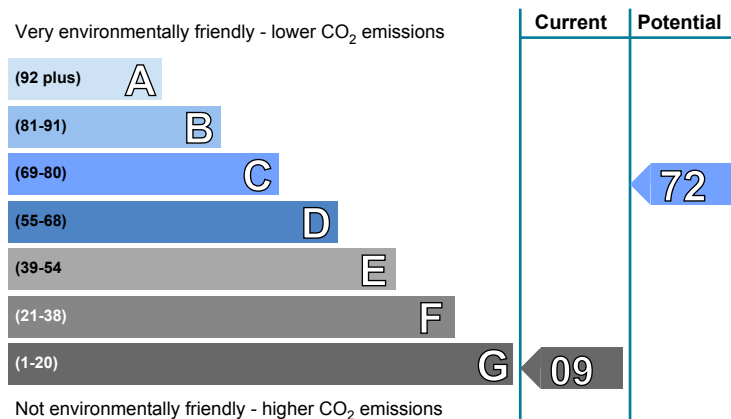 Current Potential
Very environmentally friendly - lower CO2 emissions
(92 plus) A
(81-91) B
(69-80) C
72
(55-68) D
(39-54 E
(21-38) F
(1-20) G 09
Not environmentally friendly - higher CO2 emissions